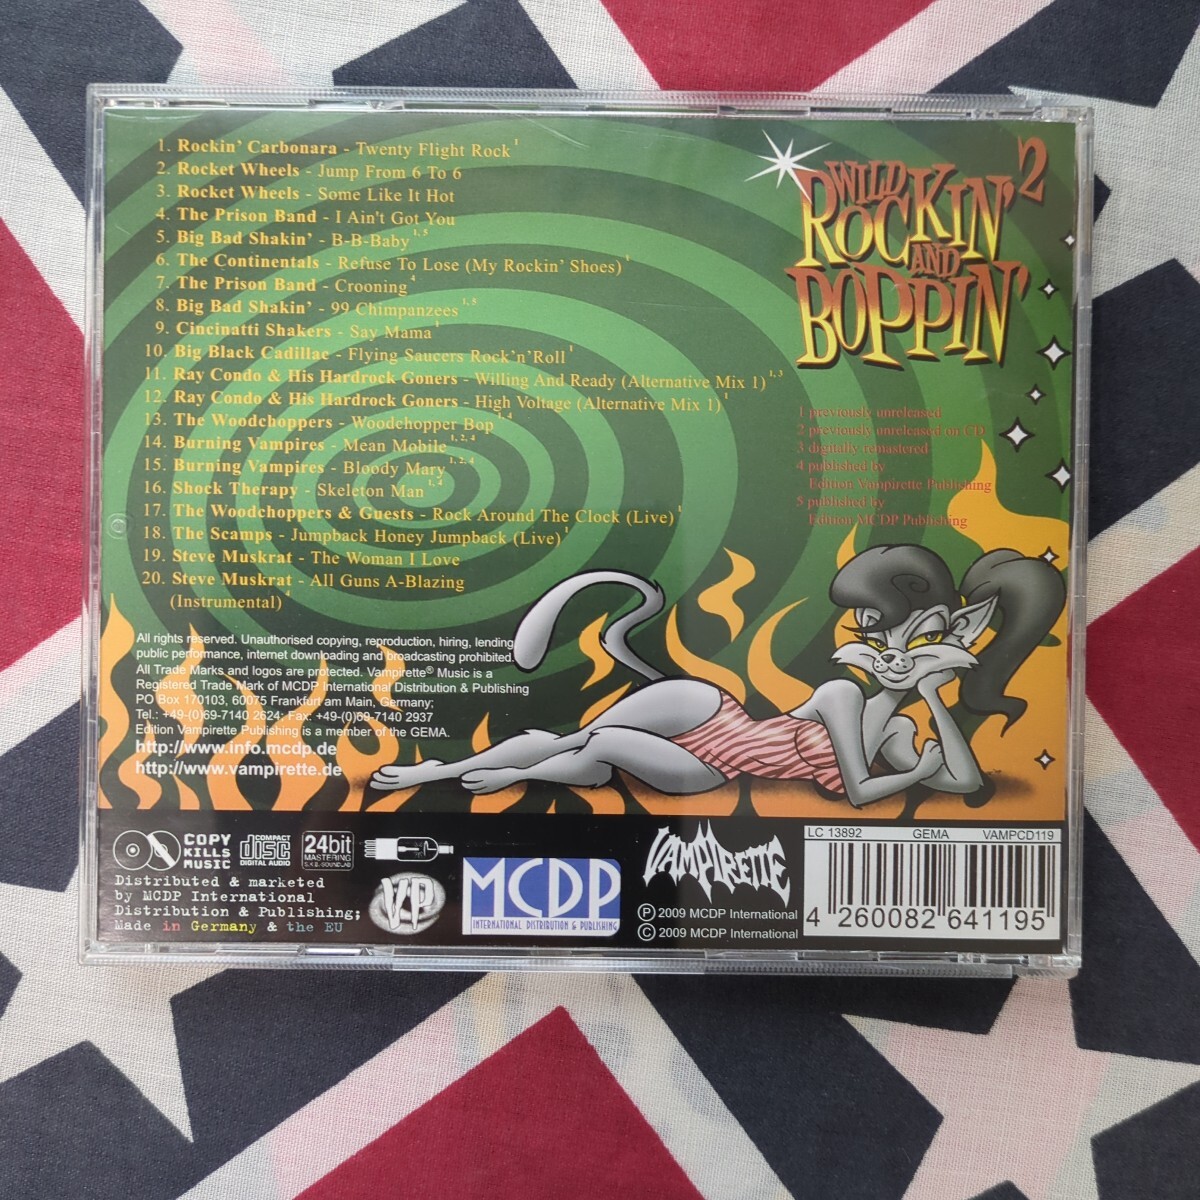 1. Rockin' Carbonara - Twenty Flight Rock 1
2. Rocket Wheels - Jump From 6 To 6
3. Rocket Wheels - Some Like It Hot
4. The Prison Band - I Ain't Got You
5. Big Bad Shakin' - B-B-Baby 1, 5
6. The Continentals - Refuse To Lose (My Rockin' Shoes) 1
7. The Prison Band - Crooning 4
8. Big Bad Shakin' - 99 Chimpanzees 1, 5
9. Cincinatti Shakers - Say Mama 1
10. Big Black Cadillac - Flying Saucers Rock'n'Roll 1
11. Ray Condo & His Hardrock Goners - Willing And Ready (Alternative Mix 1) 1, 3
12. Ray Condo & His Hardrock Goners - High Voltage (Alternative Mix 1) 1
13. The Woodchoppers - Woodchopper Bop 1, 4
14. Burning Vampires - Mean Mobile 1, 2, 4
15. Burning Vampires - Bloody Mary 1, 2, 4
16. Shock Therapy - Skeleton Man 1, 4
17. The Woodchoppers & Guests - Rock Around The Clock (Live) 1
18. The Scamps - Jumpback Honey Jumpback (Live) 1
19. Steve Muskrat - The Woman I Love
20. Steve Muskrat - All Guns A-Blazing
(Instrumental) 4
WILD
ROCKIN' 2
AND
BOPPIN'
1 previously unreleased
2 previously unreleased on CD
3 digitally remastered
4 published by
Edition Vampirette Publishing
5 published by
Edition MCDP Publishing
All rights reserved. Unauthorised copying, reproduction, hiring, lending,
public performance, internet downloading and broadcasting prohibited.
All Trade Marks and logos are protected. Vampirette® Music is a
Registered Trade Mark of MCDP International Distribution & Publishing
PO Box 170103, 60075 Frankfurt am Main, Germany;
Tel.: +49-(0)69-7140 2624; Fax: +49-(0)69-7140 2937
Edition Vampirette Publishing is a member of the GEMA.
http://www.info.mcdp.de
http://www.vampirette.de
COPY
KILLS
MUSIC
COMPACT
disc
DIGITAL AUDIO
24bit
MASTERING
Distributed & marketed
by MCDP International
Distribution & Publishing;
Made in Germany & the EU
VP
MCDP
INTERNATIONAL DISTRIBUTION & PUBLISHING
VAMPIRETTE
Ⓟ 2009 MCDP International
© 2009 MCDP International
LC 13892 GEMA VAMPCD119
4 260082 641195